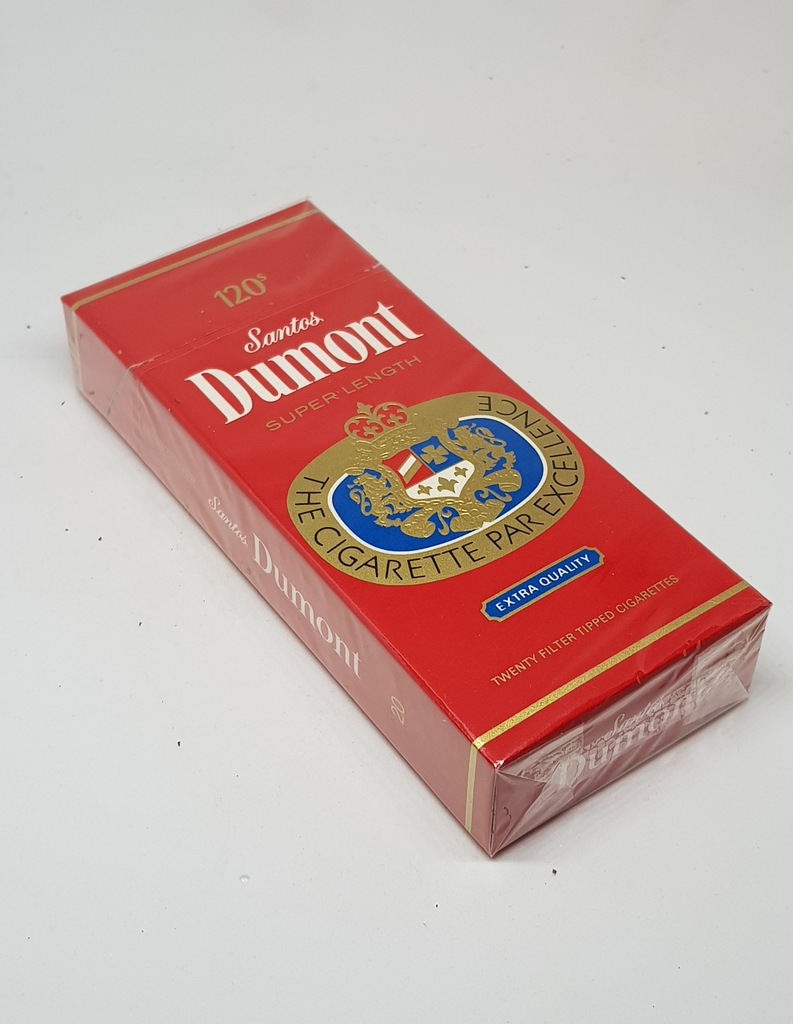 120s
Santos
Dumont
SUPER LENGTH
THE CIGARETTE PAR EXCELLENCE
EXTRA QUALITY
TWENTY FILTER TIPPED CIGARETTES
Santos Dumont
20
Santos
Dumont